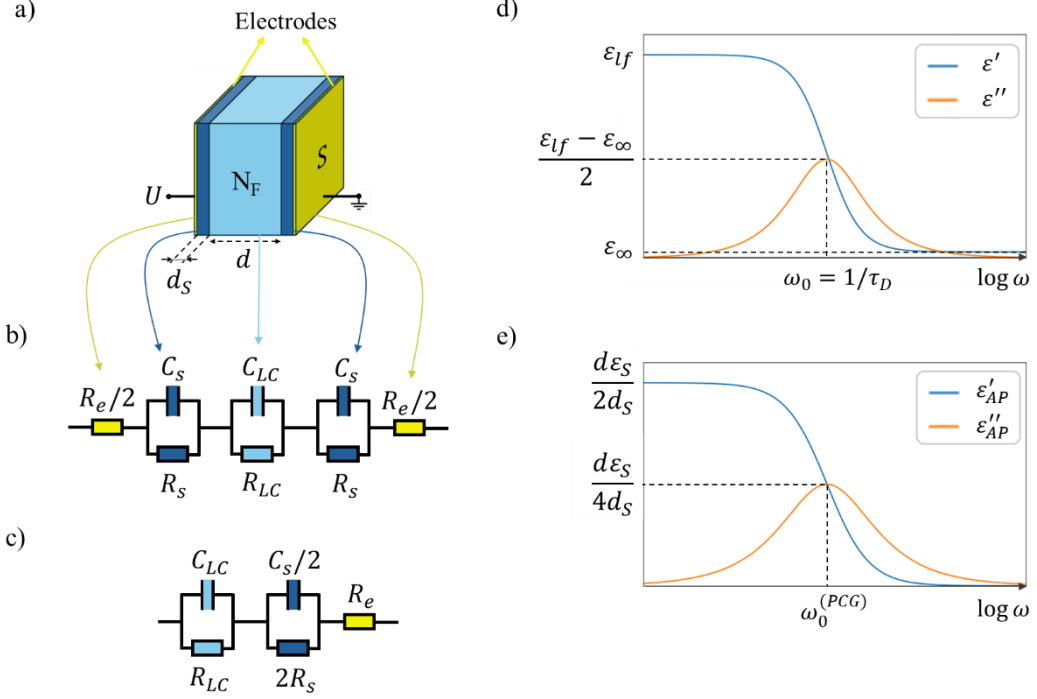 a)
Electrodes
U
N_F
S
d
d_S
b)
C_s
C_LC
C_s
R_e/2
R_e/2
R_s
R_LC
R_s
c)
C_LC
C_s/2
R_e
R_LC
2R_s
d)
ε_lf
ε′
ε″
ε_lf − ε_∞
2
ε_∞
ω_0 = 1/τ_D
log ω
e)
dε_S
2d_S
ε′_AP
ε″_AP
dε_S
4d_S
ω_0^(PCG)
log ω